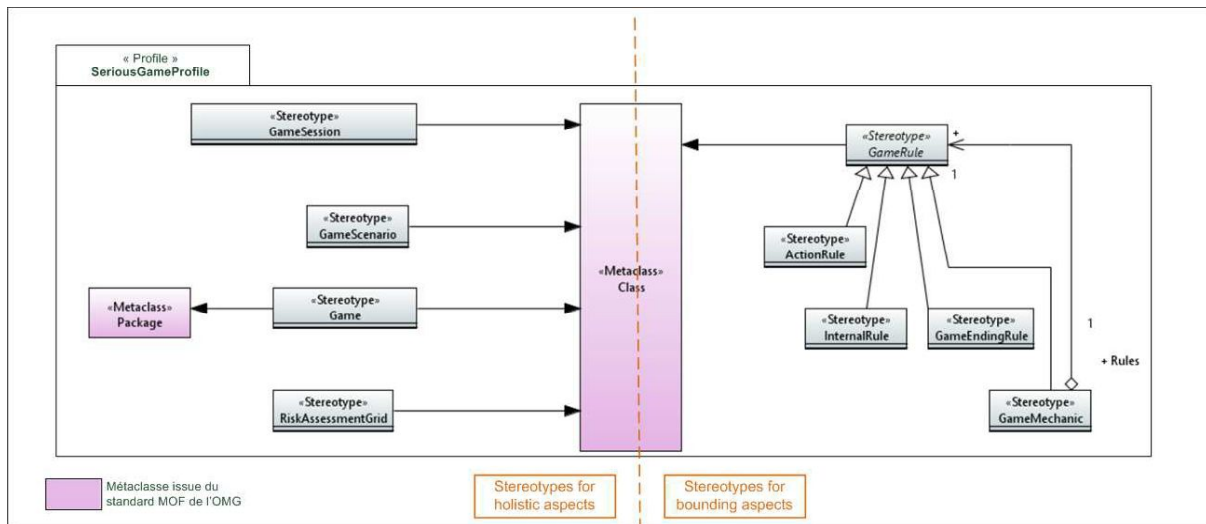 « Profile »
SeriousGameProfile
«Stereotype»
GameSession
«Stereotype»
GameScenario
«Metaclass»
Package
«Stereotype»
Game
«Stereotype»
RiskAssessmentGrid
«Metaclass»
Class
«Stereotype»
GameRule
+
1
«Stereotype»
ActionRule
«Stereotype»
InternalRule
«Stereotype»
GameEndingRule
1
+ Rules
«Stereotype»
GameMechanic
Métaclasse issue du
standard MOF de l'OMG
Stereotypes for
holistic aspects
Stereotypes for
bounding aspects